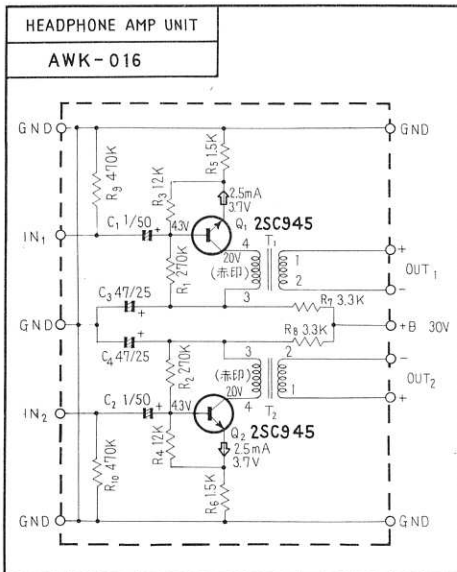 HEADPHONE AMP UNIT
AWK-016
GND
GND
R9 470K
R5 1.5K
R3 12K
2.5mA
3.7V
C1 1/50 +
4.3V
Q1 2SC945
IN1
20V
4
T1
1
+
(赤印)
OUT1
R1 270K
2
3
-
C3 47/25
+
R7 3.3K
GND
+B 30V
R8 3.3K
C4 47/25
+
3
2
-
R2 270K
(赤印)
OUT2
C2 1/50 +
4.3V
20V
4
T2
1
+
IN2
Q2 2SC945
R4 12K
2.5mA
3.7V
R10 470K
R6 1.5K
GND
GND